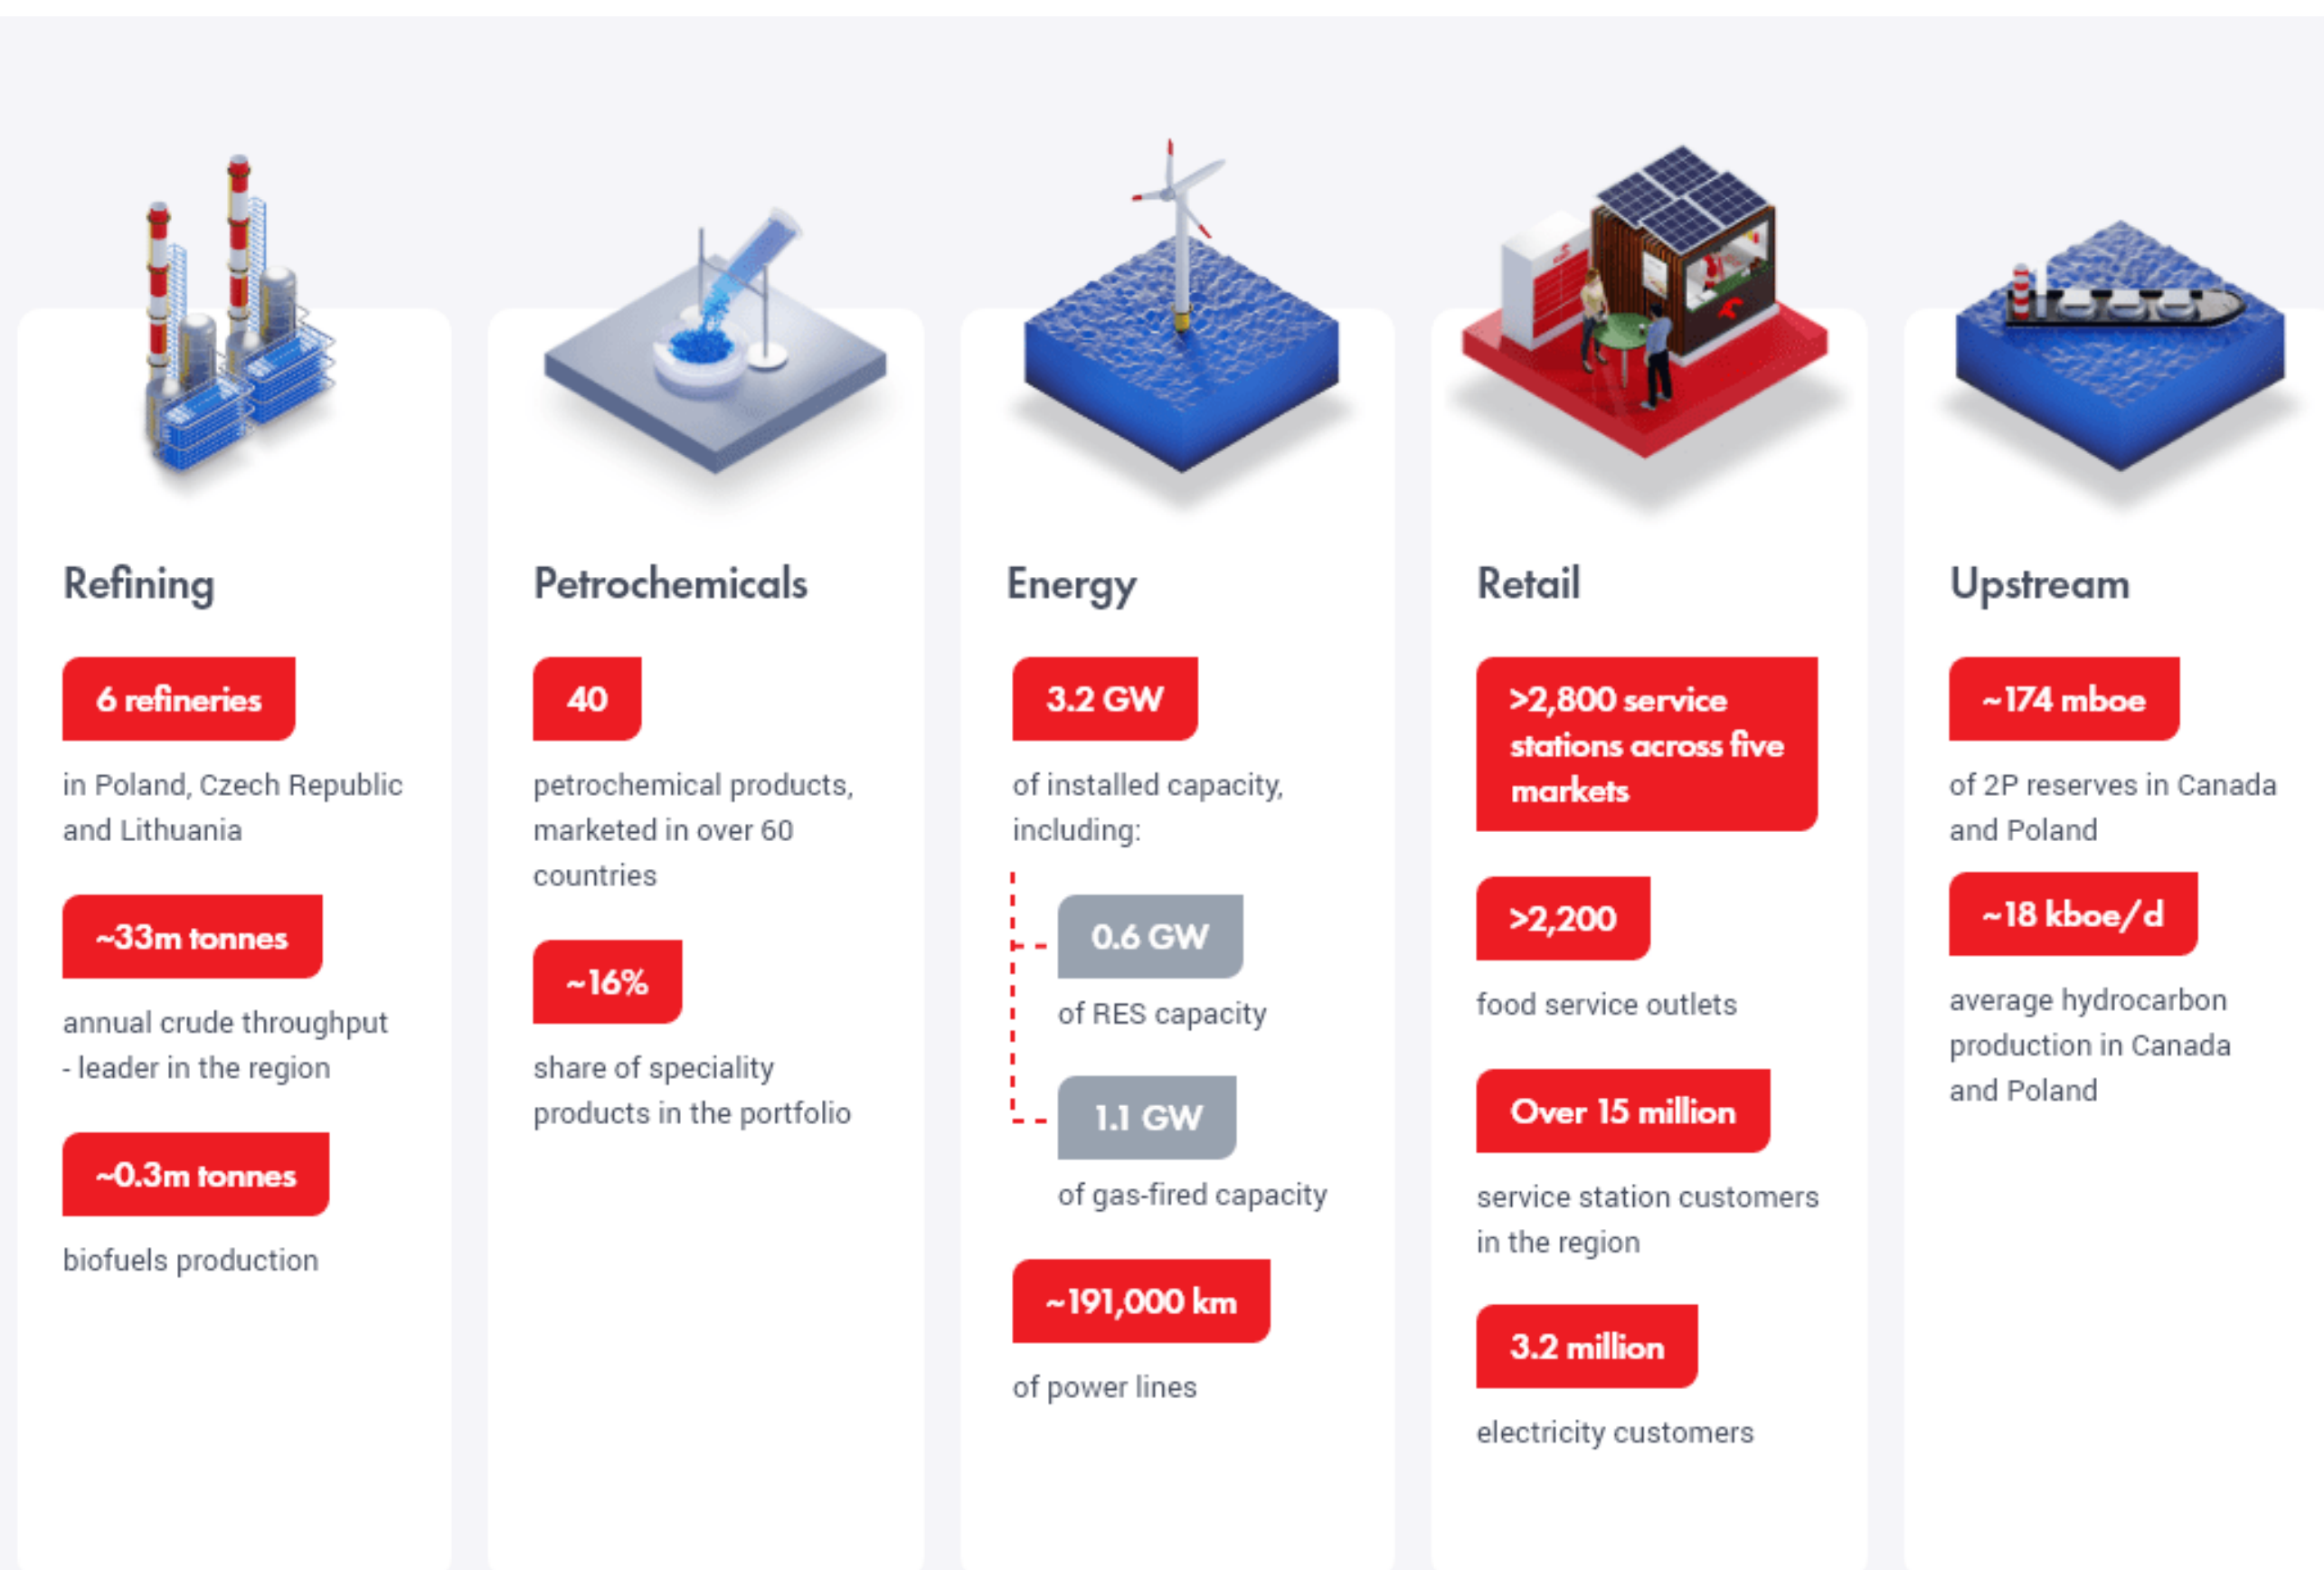 Refining
6 refineries
in Poland, Czech Republic
and Lithuania
~33m tonnes
annual crude throughput
- leader in the region
~0.3m tonnes
biofuels production
Petrochemicals
40
petrochemical products,
marketed in over 60
countries
~16%
share of speciality
products in the portfolio
Energy
3.2 GW
of installed capacity,
including:
0.6 GW
of RES capacity
1.1 GW
of gas-fired capacity
~191,000 km
of power lines
Retail
>2,800 service
stations across five
markets
>2,200
food service outlets
Over 15 million
service station customers
in the region
3.2 million
electricity customers
Upstream
~174 mboe
of 2P reserves in Canada
and Poland
~18 kboe/d
average hydrocarbon
production in Canada
and Poland